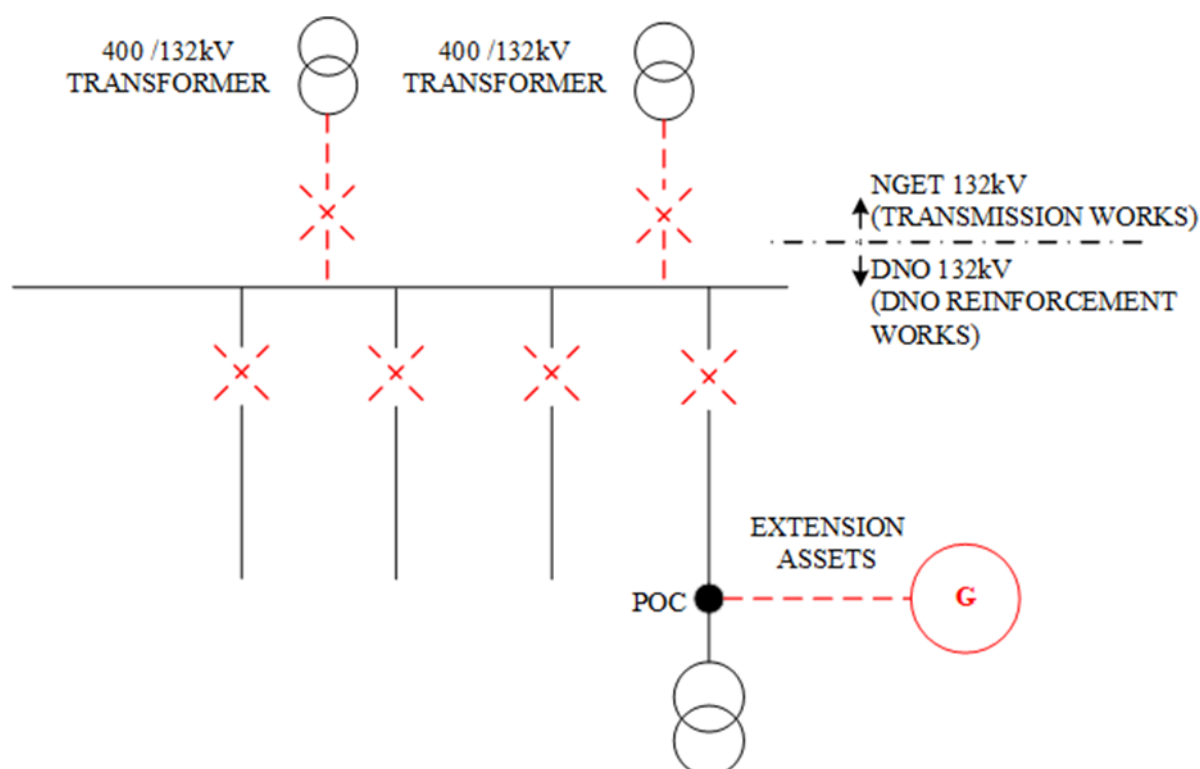 400 /132kV
TRANSFORMER
400 /132kV
TRANSFORMER
NGET 132kV
(TRANSMISSION WORKS)
DNO 132kV
(DNO REINFORCEMENT
WORKS)
EXTENSION
ASSETS
POC
G